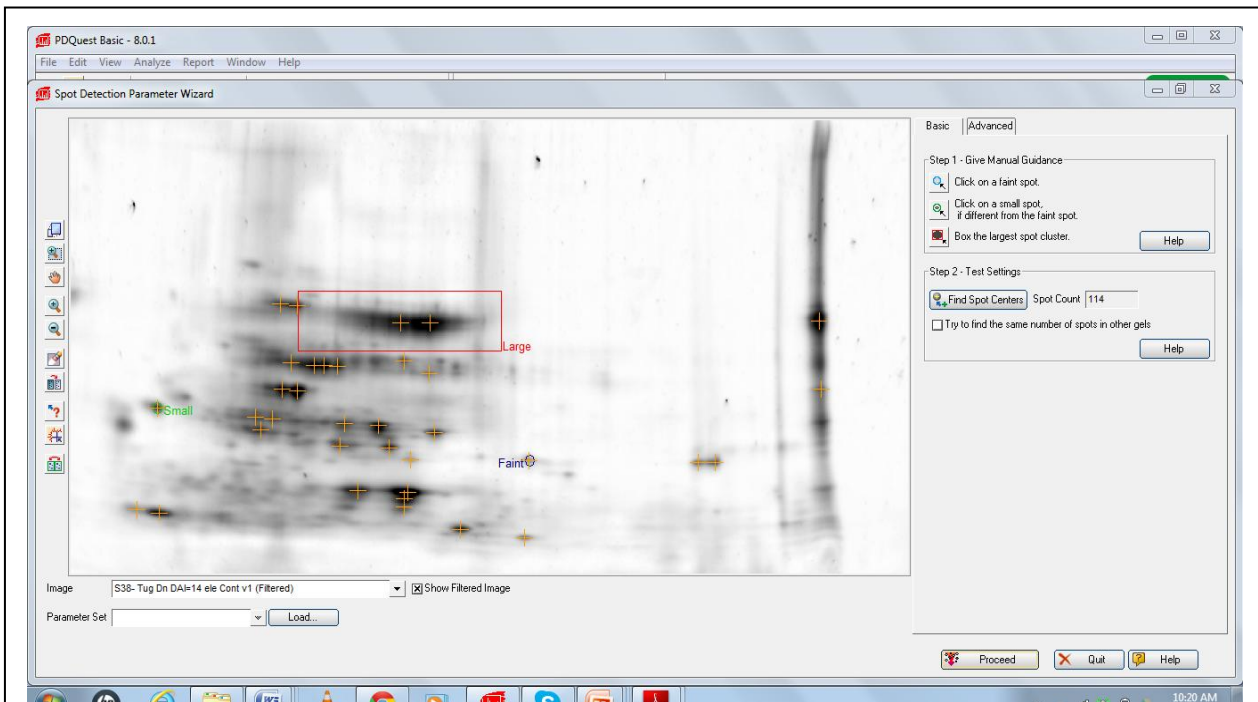 PDQuest Basic - 8.0.1
File Edit View Analyze Report Window Help
Spot Detection Parameter Wizard
Basic Advanced
Step 1 - Give Manual Guidance
Click on a faint spot.
Click on a small spot,
if different from the faint spot.
Box the largest spot cluster.
Help
Step 2 - Test Settings
Find Spot Centers Spot Count 114
Try to find the same number of spots in other gels
Help
Large
Small
Faint
Image S38- Tug Dn DAI=14 ele Cont v1 (Filtered) Show Filtered Image
Parameter Set Load...
Proceed Quit Help
10:20 AM